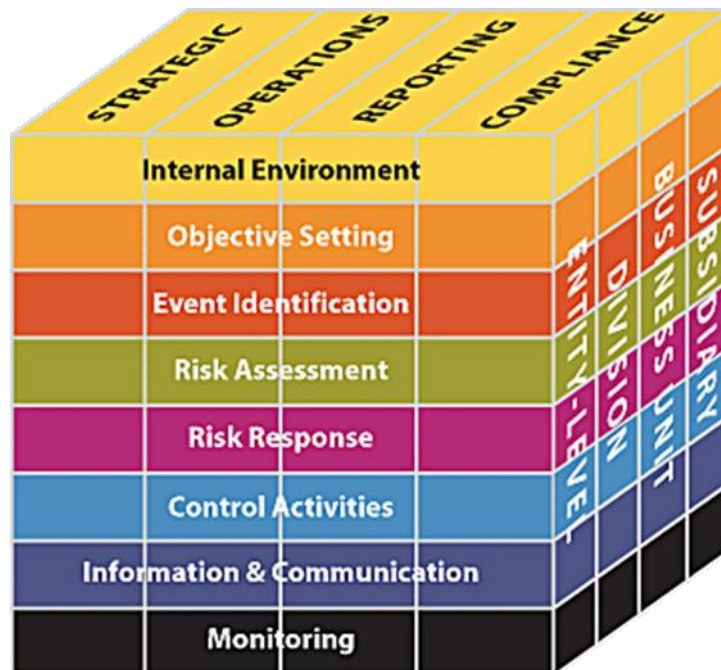 STRATEGIC
OPERATIONS
REPORTING
COMPLIANCE
Internal Environment
Objective Setting
Event Identification
Risk Assessment
Risk Response
Control Activities
Information & Communication
Monitoring
ENTITY-LEVEL
DIVISION
BUSINESS UNIT
SUBSIDIARY